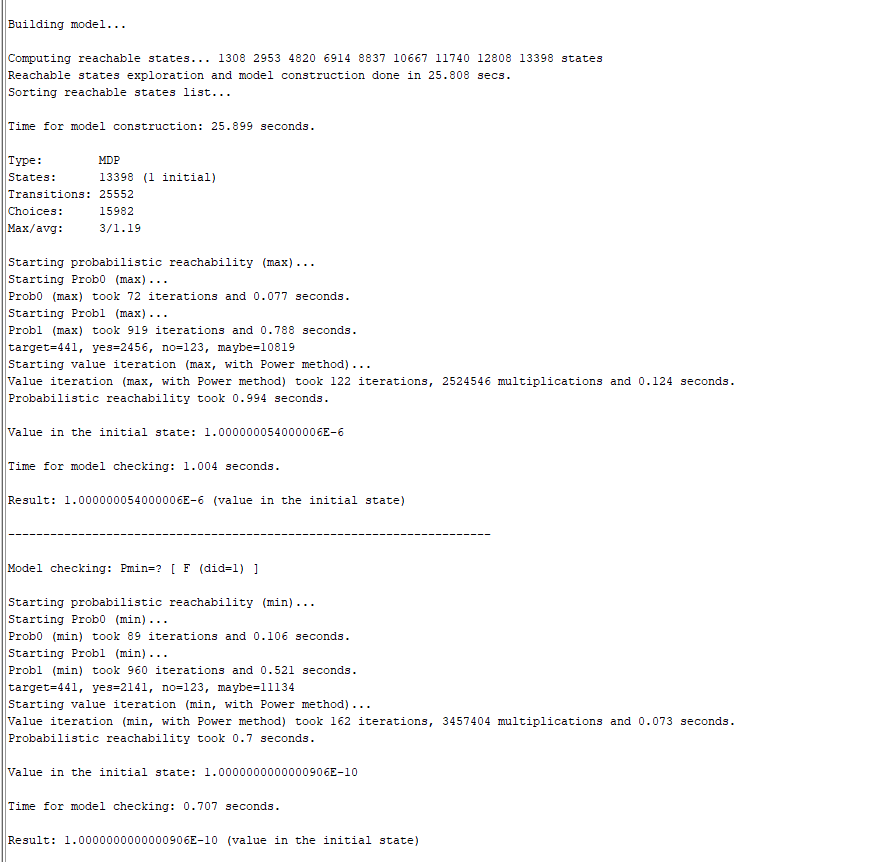 Building model...
Computing reachable states... 1308 2953 4820 6914 8837 10667 11740 12808 13398 states
Reachable states exploration and model construction done in 25.808 secs.
Sorting reachable states list...
Time for model construction: 25.899 seconds.
Type:        MDP
States:      13398 (1 initial)
Transitions: 25552
Choices:     15982
Max/avg:     3/1.19
Starting probabilistic reachability (max)...
Starting Prob0 (max)...
Prob0 (max) took 72 iterations and 0.077 seconds.
Starting Prob1 (max)...
Prob1 (max) took 919 iterations and 0.788 seconds.
target=441, yes=2456, no=123, maybe=10819
Starting value iteration (max, with Power method)...
Value iteration (max, with Power method) took 122 iterations, 2524546 multiplications and 0.124 seconds.
Probabilistic reachability took 0.994 seconds.
Value in the initial state: 1.000000054000006E-6
Time for model checking: 1.004 seconds.
Result: 1.000000054000006E-6 (value in the initial state)
---------------------------------------------------------------------
Model checking: Pmin=? [ F (did=1) ]
Starting probabilistic reachability (min)...
Starting Prob0 (min)...
Prob0 (min) took 89 iterations and 0.106 seconds.
Starting Prob1 (min)...
Prob1 (min) took 960 iterations and 0.521 seconds.
target=441, yes=2141, no=123, maybe=11134
Starting value iteration (min, with Power method)...
Value iteration (min, with Power method) took 162 iterations, 3457404 multiplications and 0.073 seconds.
Probabilistic reachability took 0.7 seconds.
Value in the initial state: 1.0000000000000906E-10
Time for model checking: 0.707 seconds.
Result: 1.0000000000000906E-10 (value in the initial state)